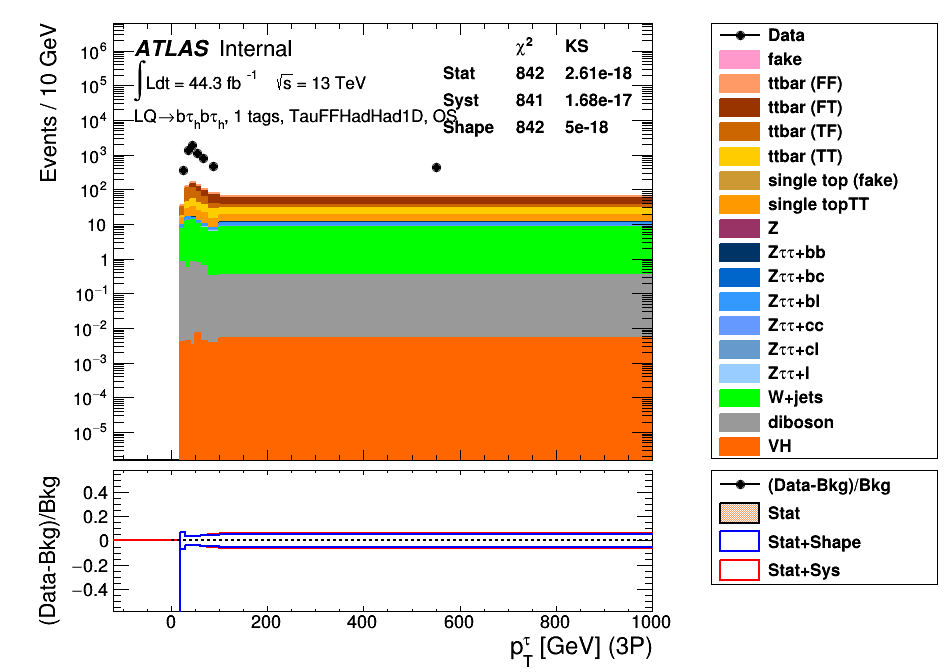 ATLAS Internal
∫Ldt = 44.3 fb⁻¹ √s = 13 TeV
LQ→bτₕbτₕ, 1 tags, TauFFHadHad1D, OS
χ² KS
Stat 842 2.61e-18
Syst 841 1.68e-17
Shape 842 5e-18
Events / 10 GeV
10⁶
10⁵
10⁴
10³
10²
10
1
10⁻¹
10⁻²
10⁻³
10⁻⁴
10⁻⁵
Data
fake
ttbar (FF)
ttbar (FT)
ttbar (TF)
ttbar (TT)
single top (fake)
single topTT
Z
Zττ+bb
Zττ+bc
Zττ+bl
Zττ+cc
Zττ+cl
Zττ+l
W+jets
diboson
VH
(Data-Bkg)/Bkg
0.4
0.2
0
−0.2
−0.4
0 200 400 600 800 1000
p_T^τ [GeV] (3P)
(Data-Bkg)/Bkg
Stat
Stat+Shape
Stat+Sys